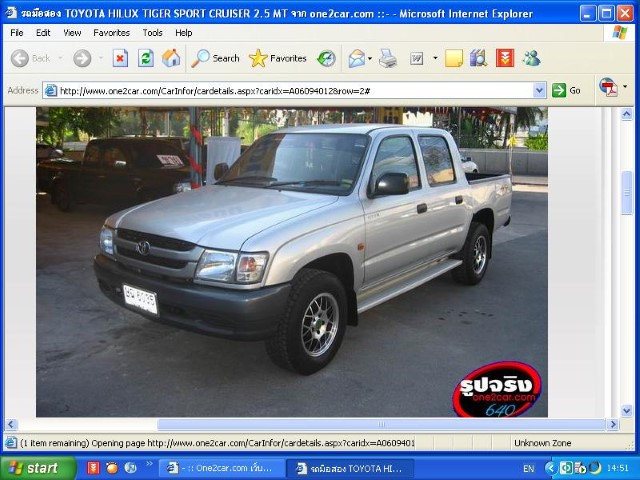 รถมือสอง TOYOTA HILUX TIGER SPORT CRUISER 2.5 MT จาก one2car.com ::- - Microsoft Internet Explorer
File Edit View Favorites Tools Help
Back Search Favorites
Address http://www.one2car.com/CarInfor/cardetails.aspx?caridx=A060940128row=2# Go
รูปจริง
one2car.com
640
(1 item remaining) Opening page http://www.one2car.com/CarInfor/cardetails.aspx?caridx=A0609401 Unknown Zone
start - :: One2car.com เว็บ... รถมือสอง TOYOTA HI... EN 14:51